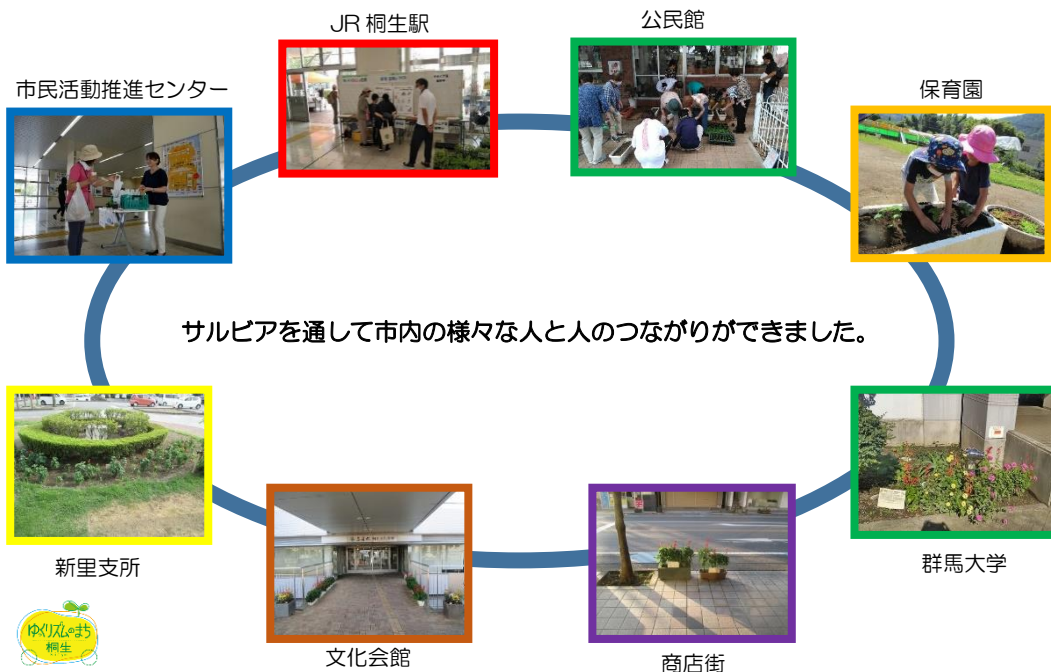 JR 桐生駅
公民館
市民活動推進センター
保育園
サルビアを通して市内の様々な人と人のつながりができました。
新里支所
群馬大学
文化会館
商店街
ゆっくりズムのまち
桐生